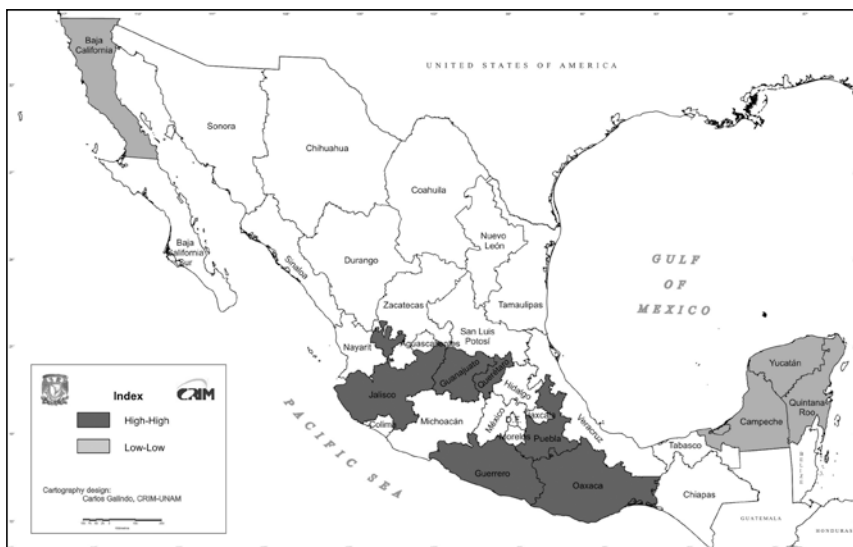 Baja
California
UNITED STATES OF AMERICA
Sonora
Chihuahua
Coahuila
Nuevo
León
Baja
California
Sur
Sinaloa
Durango
GULF
OF
MEXICO
Zacatecas
Tamaulipas
San Luis
Potosí
Nayarit
Aguascalientes
Guanajuato
Querétaro
Hidalgo
Jalisco
Colima
Michoacán
México
D.F.
Tlaxcala
Morelos
Puebla
Veracruz
Yucatán
Quintana
Roo
Campeche
Tabasco
Guerrero
Oaxaca
Chiapas
BELIZE
GUATEMALA
HONDURAS
PACIFIC SEA
Index
CRIM
High-High
Low-Low
Cartography design:
Carlos Galindo, CRIM-UNAM